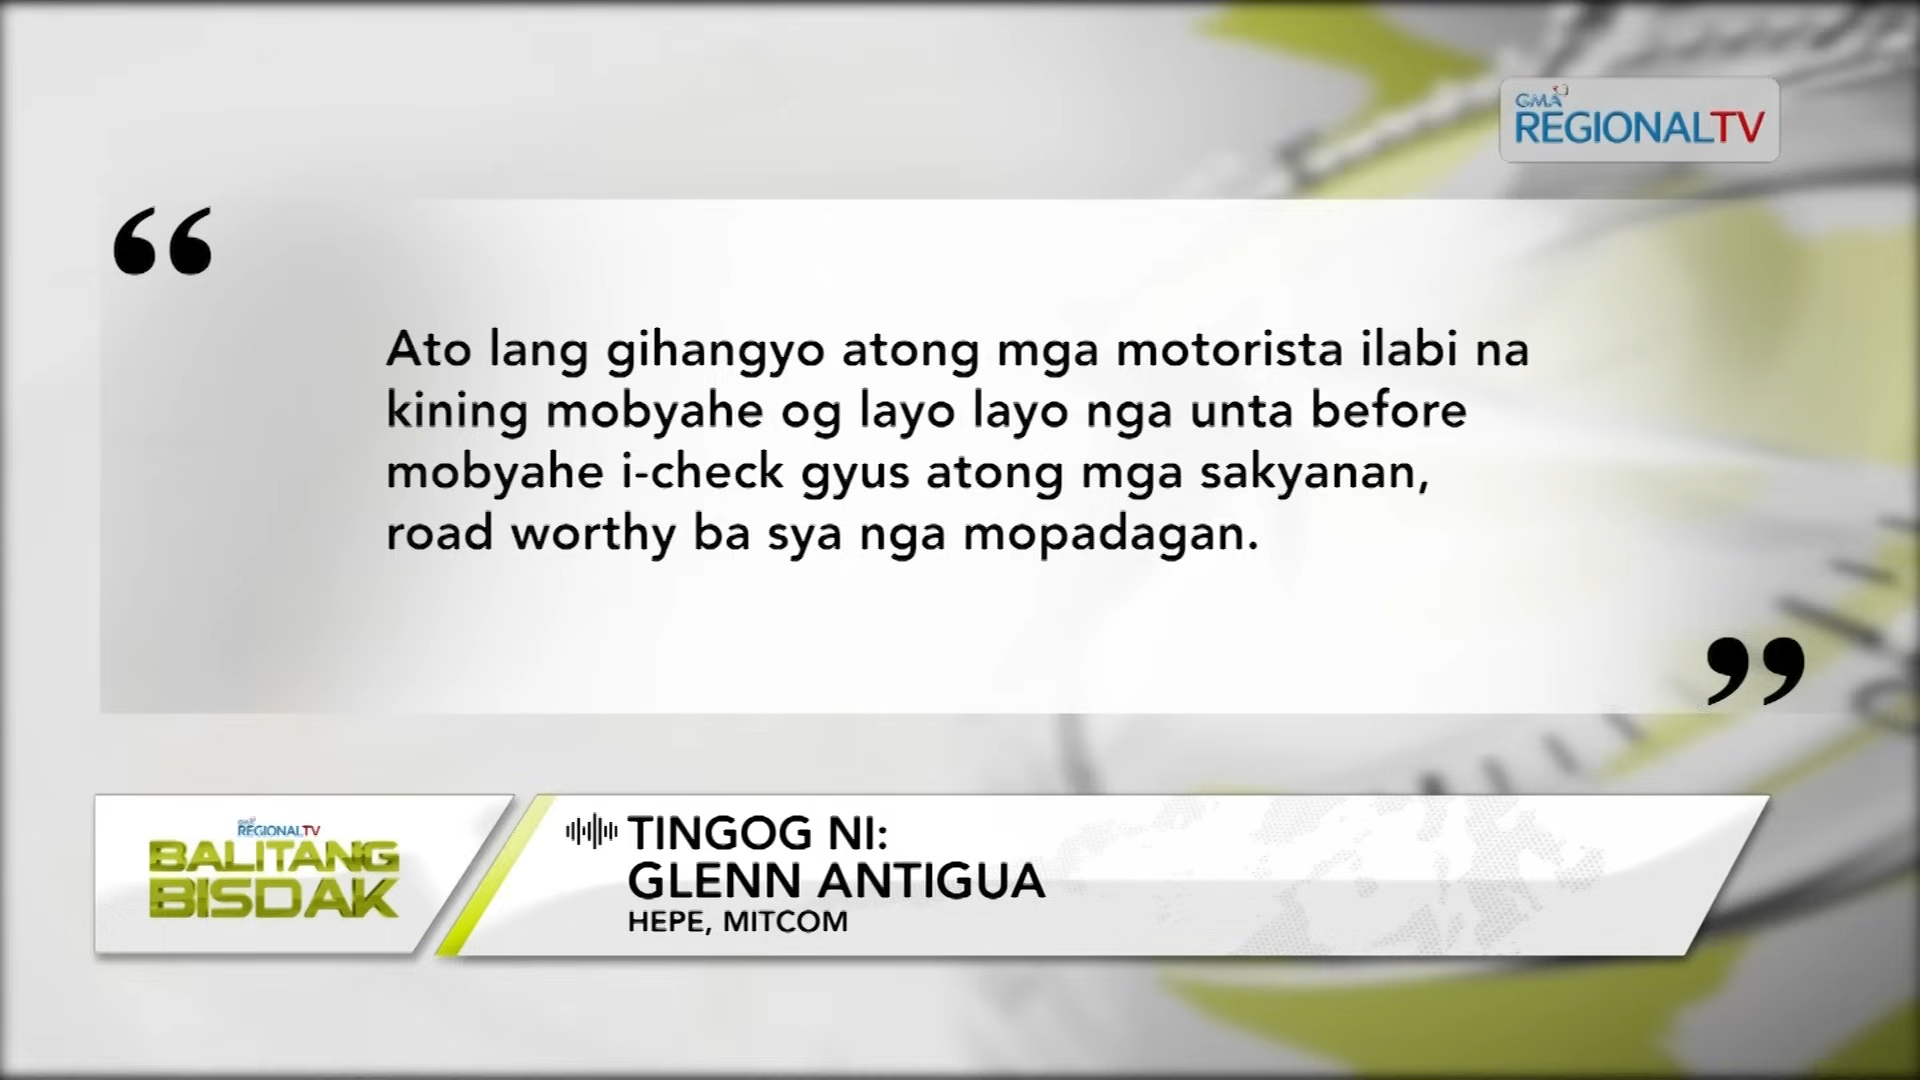 GMA
REGIONALTV
“
Ato lang gihangyo atong mga motorista ilabi na
kining mobyahe og layo layo nga unta before
mobyahe i-check gyus atong mga sakyanan,
road worthy ba sya nga mopadagan.
”
GMA
REGIONALTV
BALITANG
BISDAK
TINGOG NI:
GLENN ANTIGUA
HEPE, MITCOM